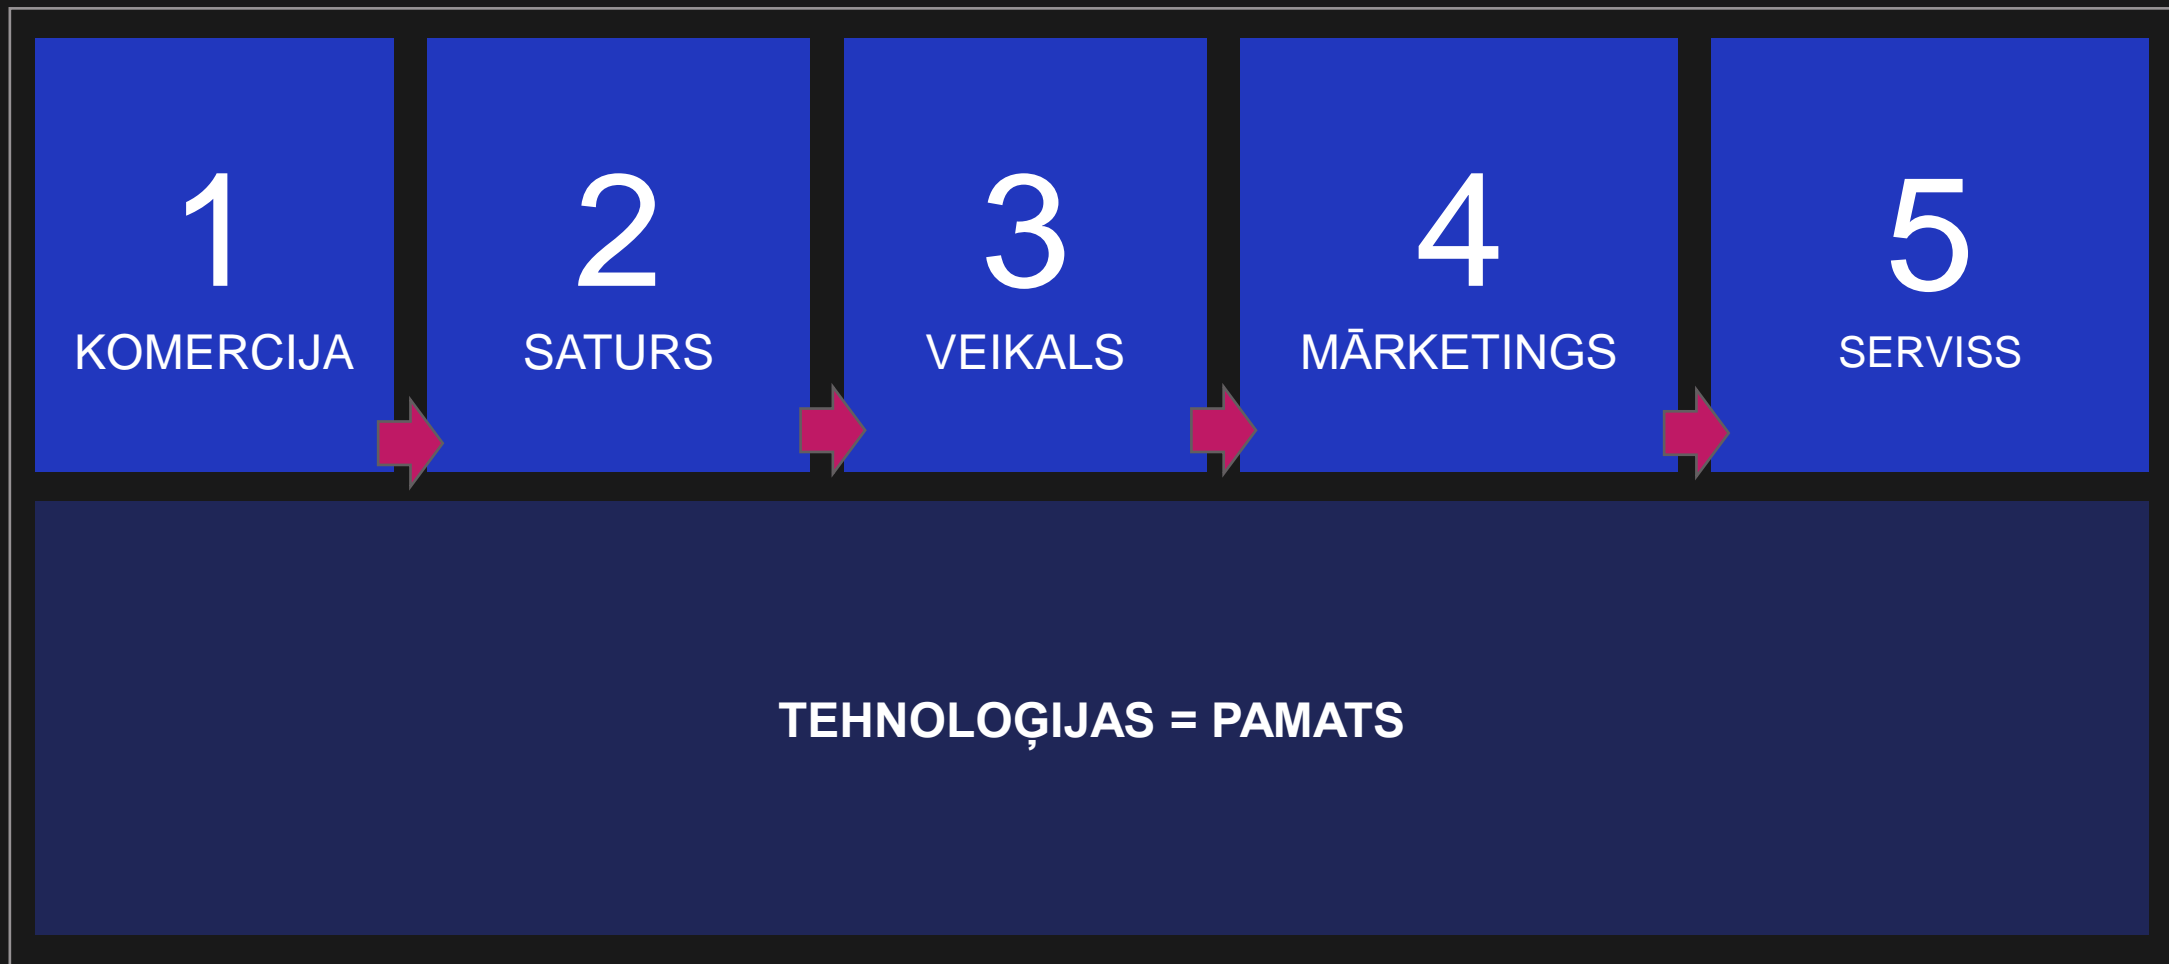 1
KOMERCIJA
2
SATURS
3
VEIKALS
4
MĀRKETINGS
5
SERVISS
TEHNOLOĢIJAS = PAMATS